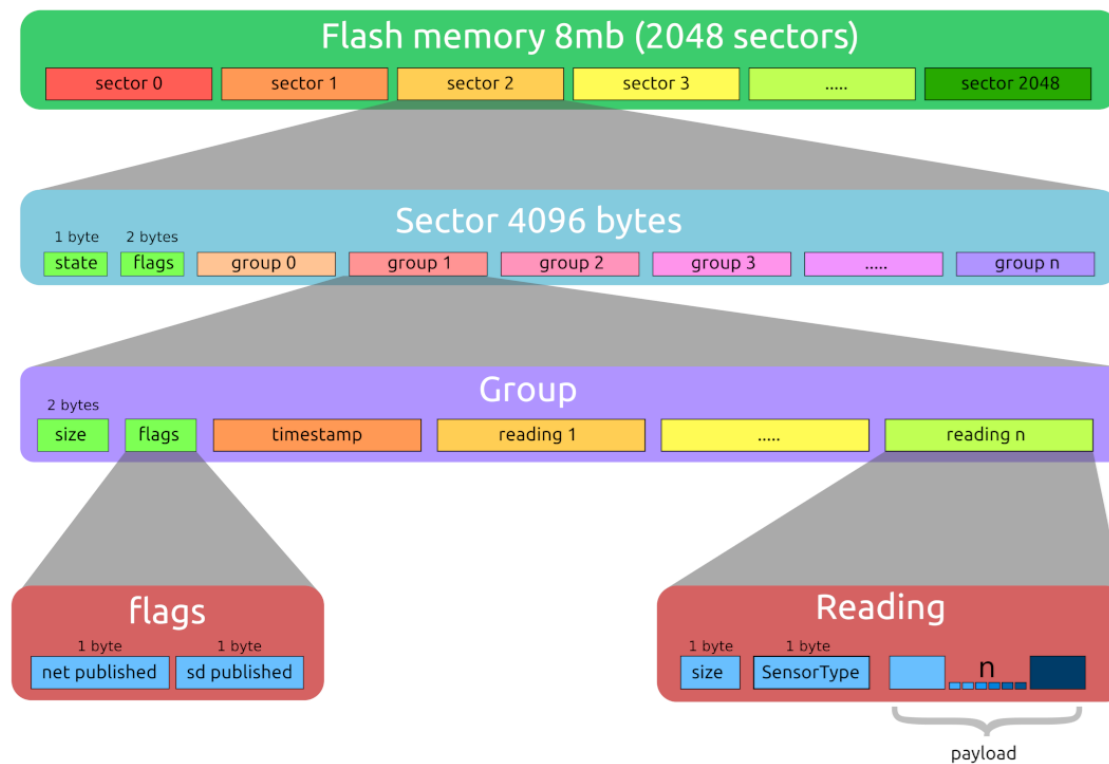 Flash memory 8mb (2048 sectors)
sector 0 sector 1 sector 2 sector 3 ..... sector 2048
Sector 4096 bytes
1 byte 2 bytes
state flags group 0 group 1 group 2 group 3 ..... group n
Group
2 bytes
size flags timestamp reading 1 ..... reading n
flags
1 byte 1 byte
net published sd published
Reading
1 byte 1 byte
size SensorType n
payload